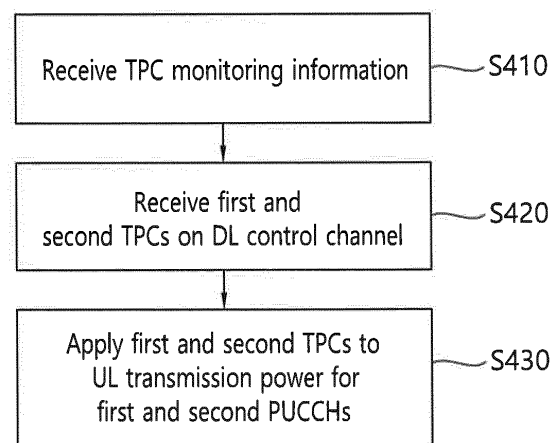 Receive TPC monitoring information
S410
Receive first and
second TPCs on DL control channel
S420
Apply first and second TPCs to
UL transmission power for
first and second PUCCHs
S430